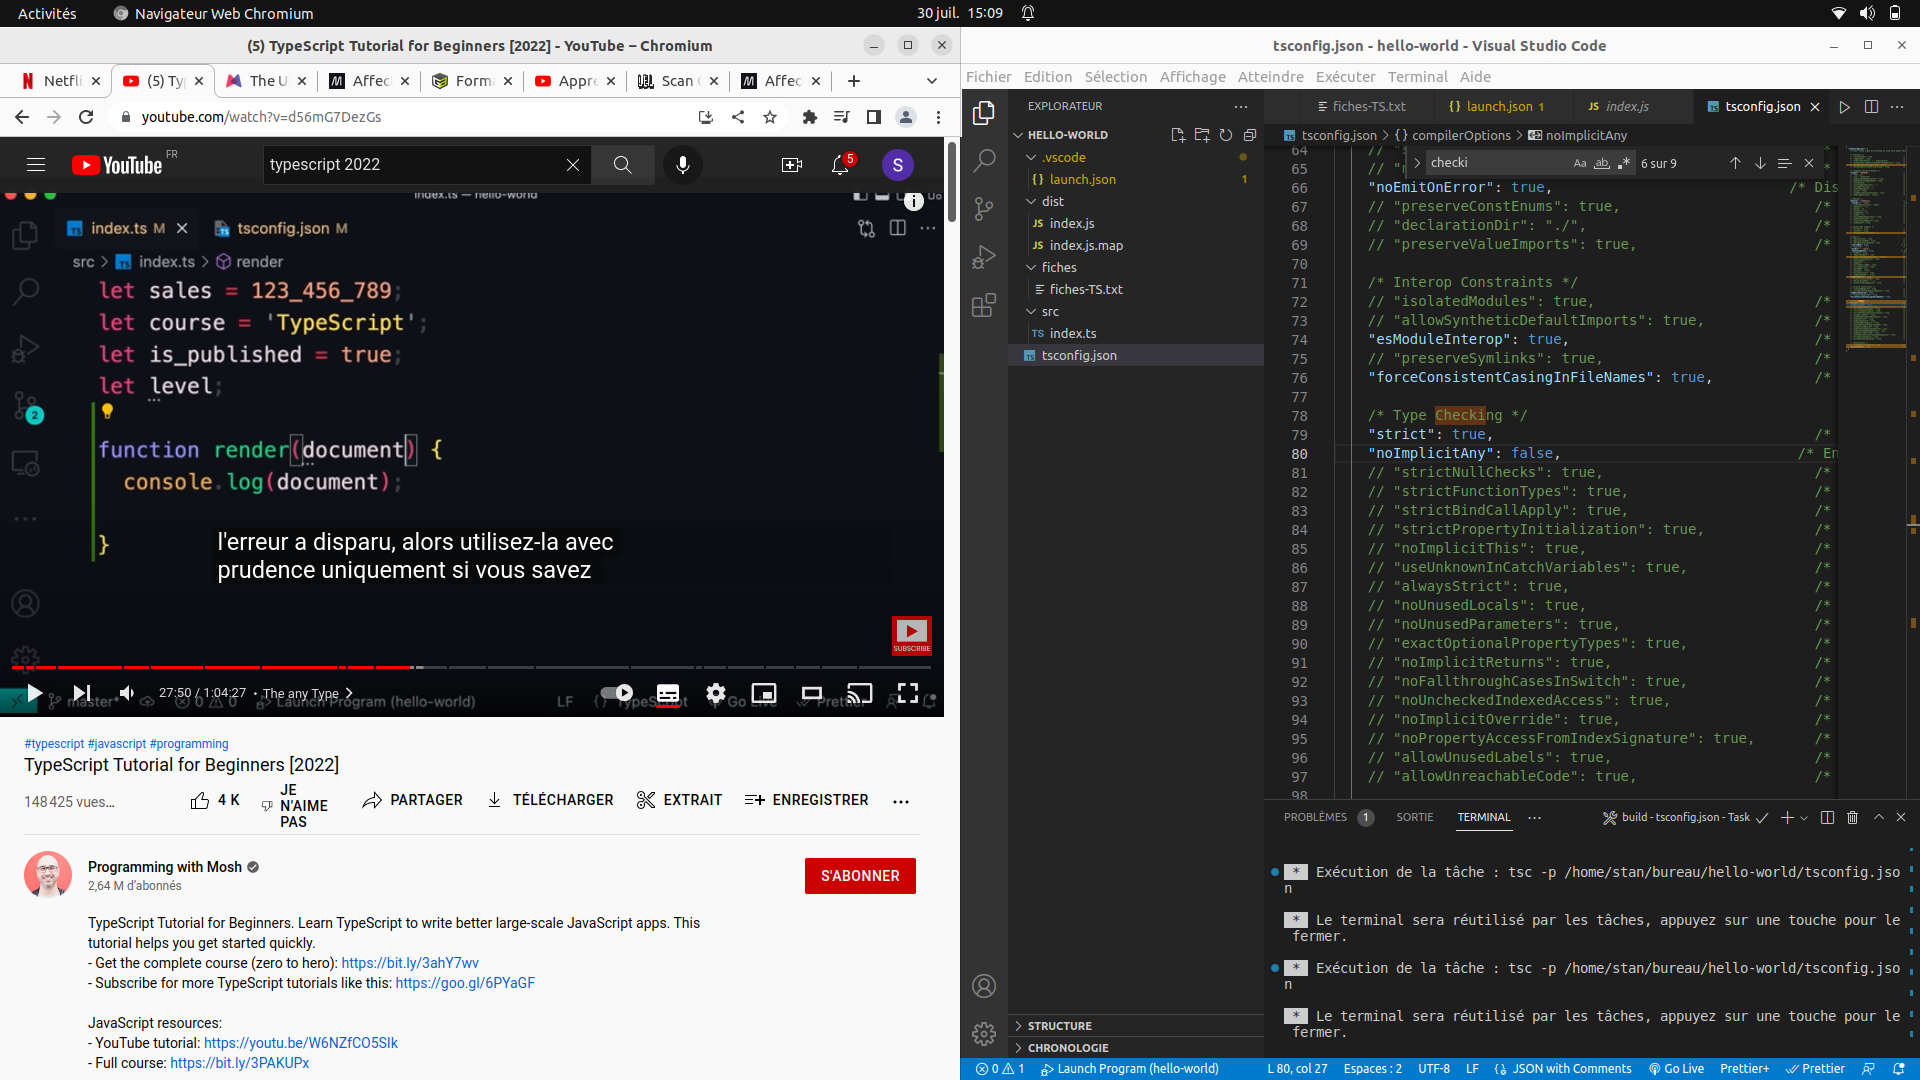 Activités
Navigateur Web Chromium
30 juil. 15:09
(5) TypeScript Tutorial for Beginners [2022] - YouTube – Chromium
Netfli
(5) Ty
The U
Affec
Form
Appre
Scan
Affec
youtube.com/watch?v=d56mG7DezGs
YouTube FR
typescript 2022
5
S
index.ts — hello-world
index.ts M
tsconfig.json M
src > index.ts > render
let sales = 123_456_789;
let course = 'TypeScript';
let is_published = true;
let level;
2
function render(document) {
console.log(document);
}
l'erreur a disparu, alors utilisez-la avec
prudence uniquement si vous savez
SUBSCRIBE
27:50 / 1:04:27 • The any Type >
master*
0 0
Launch Program (hello-world)
LF
{} TypeScript
Go Live
Prettier
#typescript #javascript #programming
TypeScript Tutorial for Beginners [2022]
148 425 vues...
4 K
JE N'AIME PAS
PARTAGER
TÉLÉCHARGER
EXTRAIT
ENREGISTRER
Programming with Mosh
2,64 M d'abonnés
S'ABONNER
TypeScript Tutorial for Beginners. Learn TypeScript to write better large-scale JavaScript apps. This
tutorial helps you get started quickly.
- Get the complete course (zero to hero): https://bit.ly/3ahY7wv
- Subscribe for more TypeScript tutorials like this: https://goo.gl/6PYaGF
JavaScript resources:
- YouTube tutorial: https://youtu.be/W6NZfCO5SIk
- Full course: https://bit.ly/3PAKUPx
tsconfig.json - hello-world - Visual Studio Code
Fichier Edition Sélection Affichage Atteindre Exécuter Terminal Aide
EXPLORATEUR
HELLO-WORLD
.vscode
{} launch.json 1
dist
JS index.js
JS index.js.map
fiches
fiches-TS.txt
src
TS index.ts
tsconfig.json
STRUCTURE
CHRONOLOGIE
fiches-TS.txt
{} launch.json 1
JS index.js
tsconfig.json
tsconfig.json > {} compilerOptions > noImplicitAny
checki
Aa ab
6 sur 9
64 // "
65 // "
66 "noEmitOnError": true, /* Dis
67 // "preserveConstEnums": true, /*
68 // "declarationDir": "./", /*
69 // "preserveValueImports": true, /*
70
71 /* Interop Constraints */
72 // "isolatedModules": true, /*
73 // "allowSyntheticDefaultImports": true, /*
74 "esModuleInterop": true, /*
75 // "preserveSymlinks": true, /*
76 "forceConsistentCasingInFileNames": true, /*
77
78 /* Type Checking */
79 "strict": true, /*
80 "noImplicitAny": false, /* En
81 // "strictNullChecks": true, /*
82 // "strictFunctionTypes": true, /*
83 // "strictBindCallApply": true, /*
84 // "strictPropertyInitialization": true, /*
85 // "noImplicitThis": true, /*
86 // "useUnknownInCatchVariables": true, /*
87 // "alwaysStrict": true, /*
88 // "noUnusedLocals": true, /*
89 // "noUnusedParameters": true, /*
90 // "exactOptionalPropertyTypes": true, /*
91 // "noImplicitReturns": true, /*
92 // "noFallthroughCasesInSwitch": true, /*
93 // "noUncheckedIndexedAccess": true, /*
94 // "noImplicitOverride": true, /*
95 // "noPropertyAccessFromIndexSignature": true, /*
96 // "allowUnusedLabels": true, /*
97 // "allowUnreachableCode": true, /*
98
PROBLÈMES 1
SORTIE
TERMINAL
build - tsconfig.json - Task
* Exécution de la tâche : tsc -p /home/stan/bureau/hello-world/tsconfig.jso
n
* Le terminal sera réutilisé par les tâches, appuyez sur une touche pour le
fermer.
* Exécution de la tâche : tsc -p /home/stan/bureau/hello-world/tsconfig.jso
n
* Le terminal sera réutilisé par les tâches, appuyez sur une touche pour le
fermer.
0 1
Launch Program (hello-world)
L 80, col 27
Espaces : 2
UTF-8
LF
{} JSON with Comments
Go Live
Prettier+
Prettier